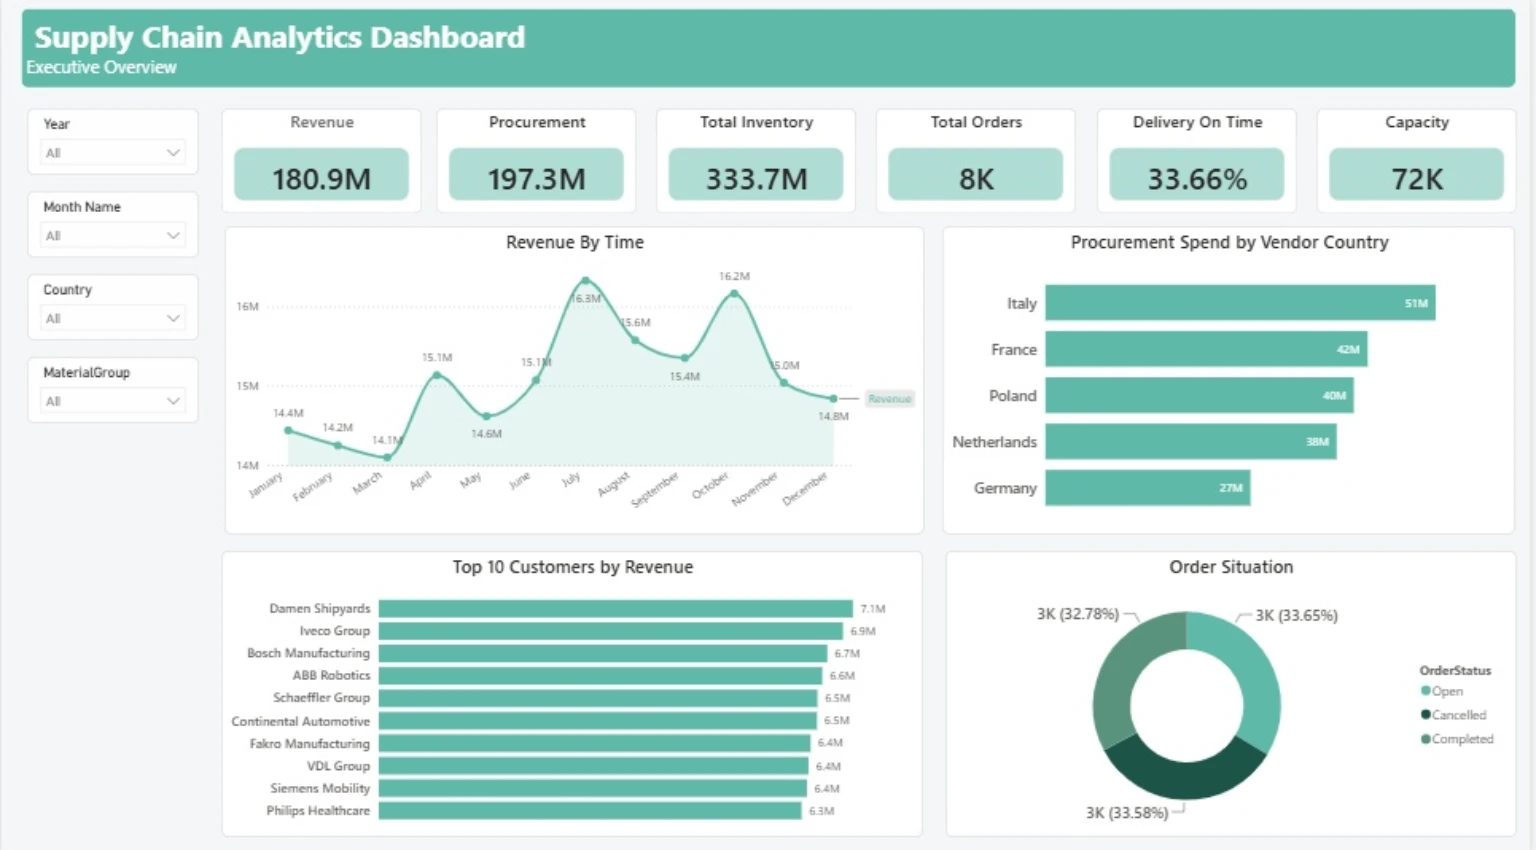 Supply Chain Analytics Dashboard
Executive Overview
Year
All
Month Name
All
Country
All
MaterialGroup
All
Revenue
180.9M
Procurement
197.3M
Total Inventory
333.7M
Total Orders
8K
Delivery On Time
33.66%
Capacity
72K
Revenue By Time
16M
15M
14M
14.4M
14.2M
14.1M
15.1M
14.6M
15.1M
16.3M
15.6M
15.4M
16.2M
15.0M
14.8M
Revenue
January
February
March
April
May
June
July
August
September
October
November
December
Procurement Spend by Vendor Country
Italy 51M
France 42M
Poland 40M
Netherlands 38M
Germany 27M
Top 10 Customers by Revenue
Damen Shipyards 7.1M
Iveco Group 6.9M
Bosch Manufacturing 6.7M
ABB Robotics 6.6M
Schaeffler Group 6.5M
Continental Automotive 6.5M
Fakro Manufacturing 6.4M
VDL Group 6.4M
Siemens Mobility 6.4M
Philips Healthcare 6.3M
Order Situation
3K (32.78%)
3K (33.65%)
3K (33.58%)
OrderStatus
Open
Cancelled
Completed